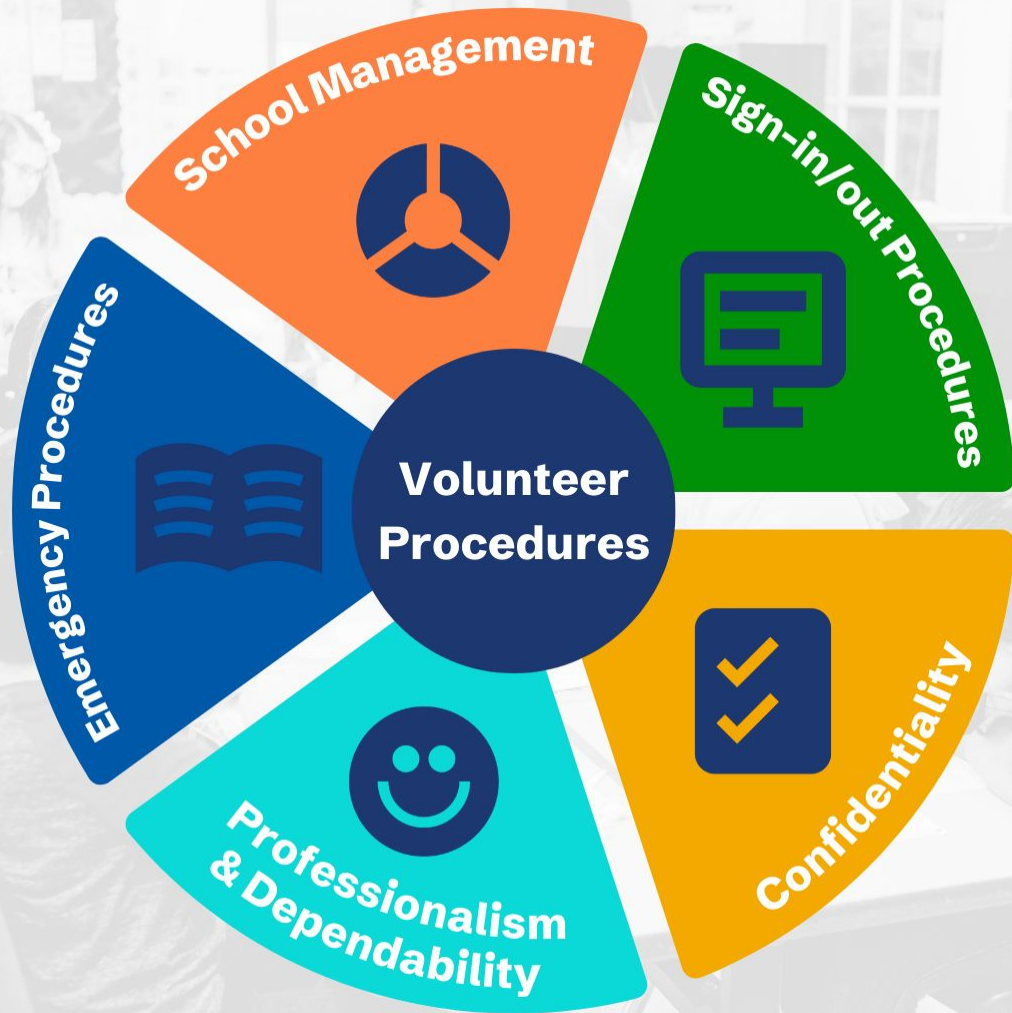 School Management
Sign-in/out Procedures
Emergency Procedures
Volunteer
Procedures
Confidentiality
Professionalism
& Dependability